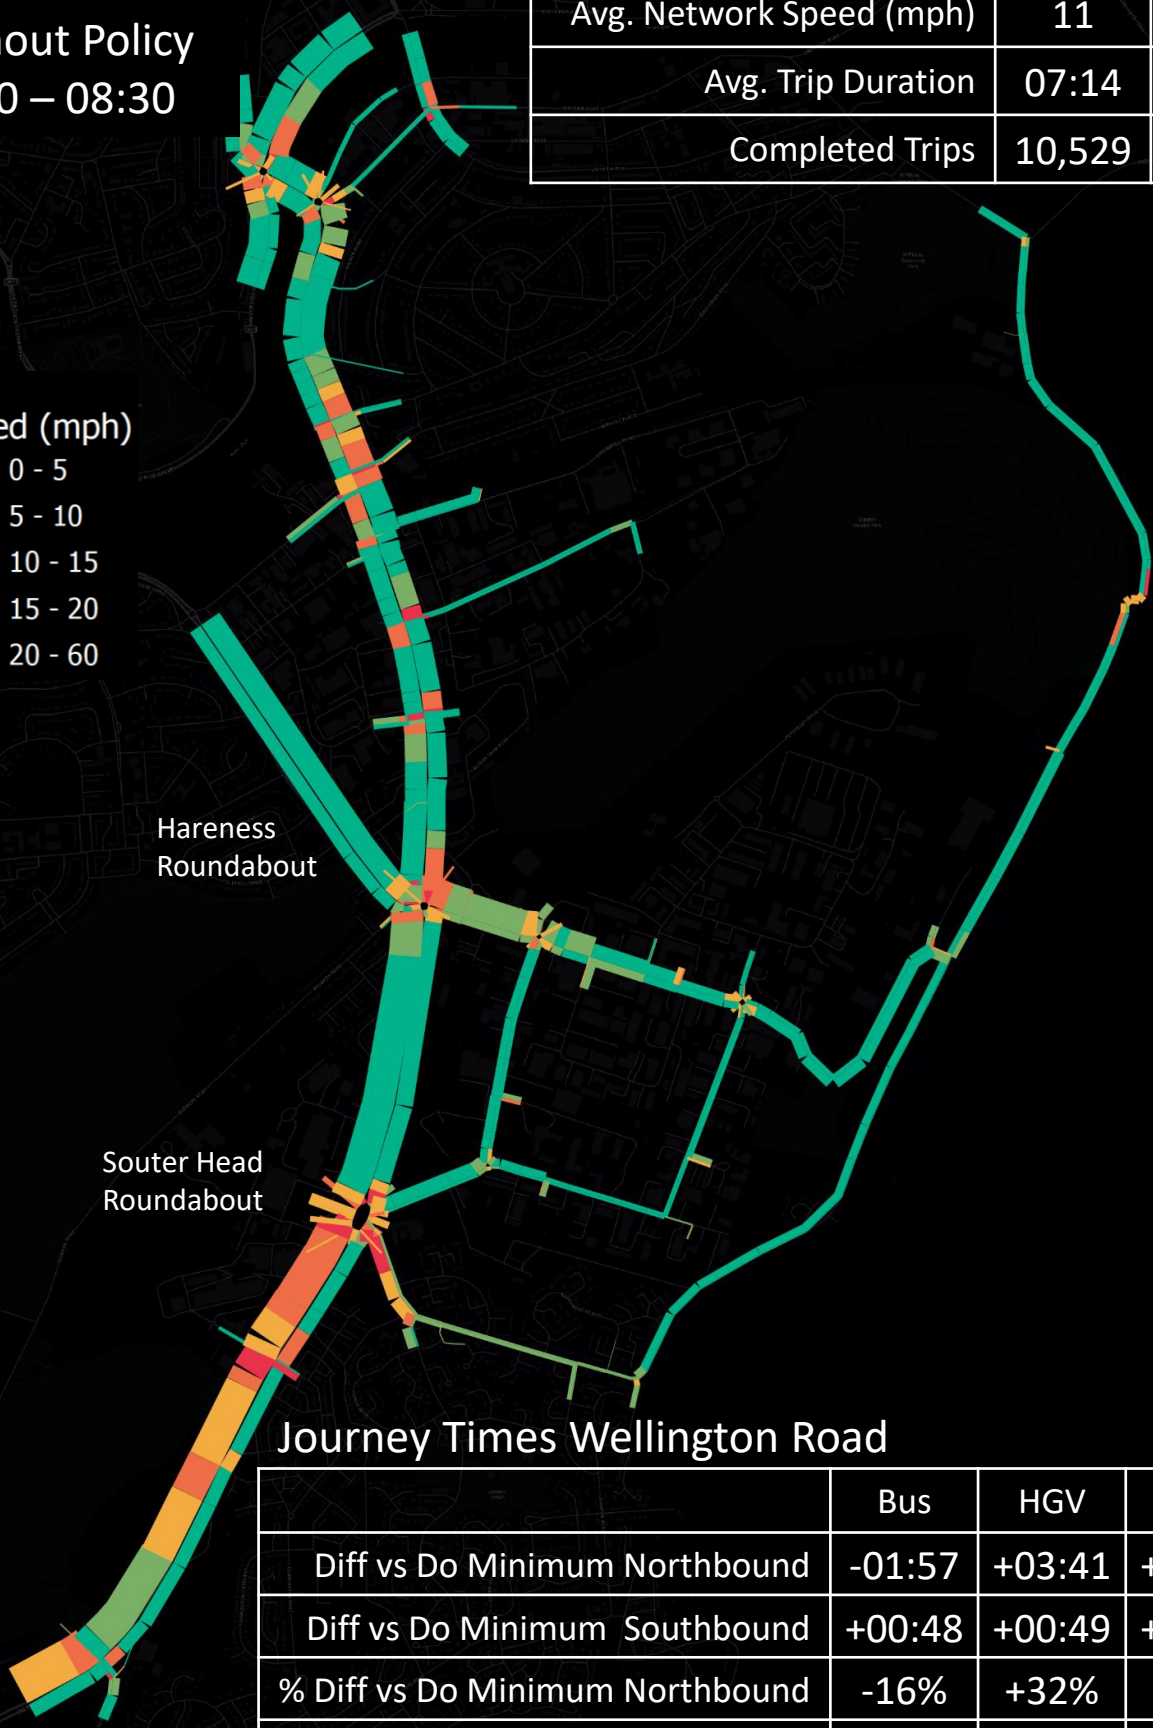 out Policy
0 – 08:30
Avg. Network Speed (mph) 11
Avg. Trip Duration 07:14
Completed Trips 10,529
ed (mph)
0 - 5
5 - 10
10 - 15
15 - 20
20 - 60
Hareness
Roundabout
Souter Head
Roundabout
Journey Times Wellington Road
Bus HGV
Diff vs Do Minimum Northbound -01:57 +03:41 +
Diff vs Do Minimum Southbound +00:48 +00:49 +
% Diff vs Do Minimum Northbound -16% +32%